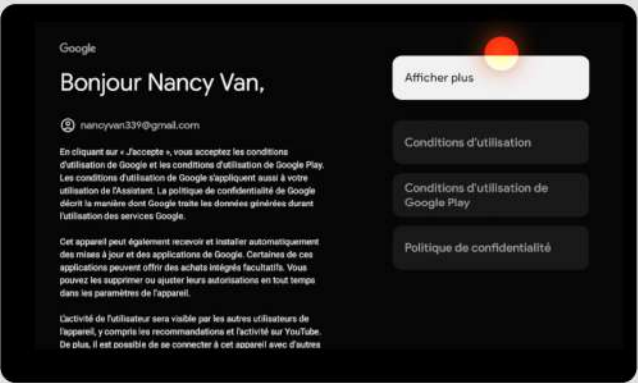 Google
Bonjour Nancy Van,
nancyvan339@gmail.com
En cliquant sur « J'accepte », vous acceptez les conditions
d'utilisation de Google et les conditions d'utilisation de Google Play.
Les conditions d'utilisation de Google s'appliquent aussi à votre
utilisation de l'Assistant. La politique de confidentialité de Google
décrit la manière dont Google traite les données générées durant
l'utilisation des services Google.
Cet appareil peut également recevoir et installer automatiquement
des mises à jour et des applications de Google. Certaines de ces
applications peuvent offrir des achats intégrés facultatifs. Vous
pouvez les supprimer ou ajuster leurs autorisations en tout temps
dans les paramètres de l'appareil.
L'activité de l'utilisateur sera visible par les autres utilisateurs de
l'appareil, y compris les recommandations et l'activité sur YouTube.
De plus, il est possible de se connecter à cet appareil avec d'autres
Afficher plus
Conditions d'utilisation
Conditions d'utilisation de
Google Play
Politique de confidentialité